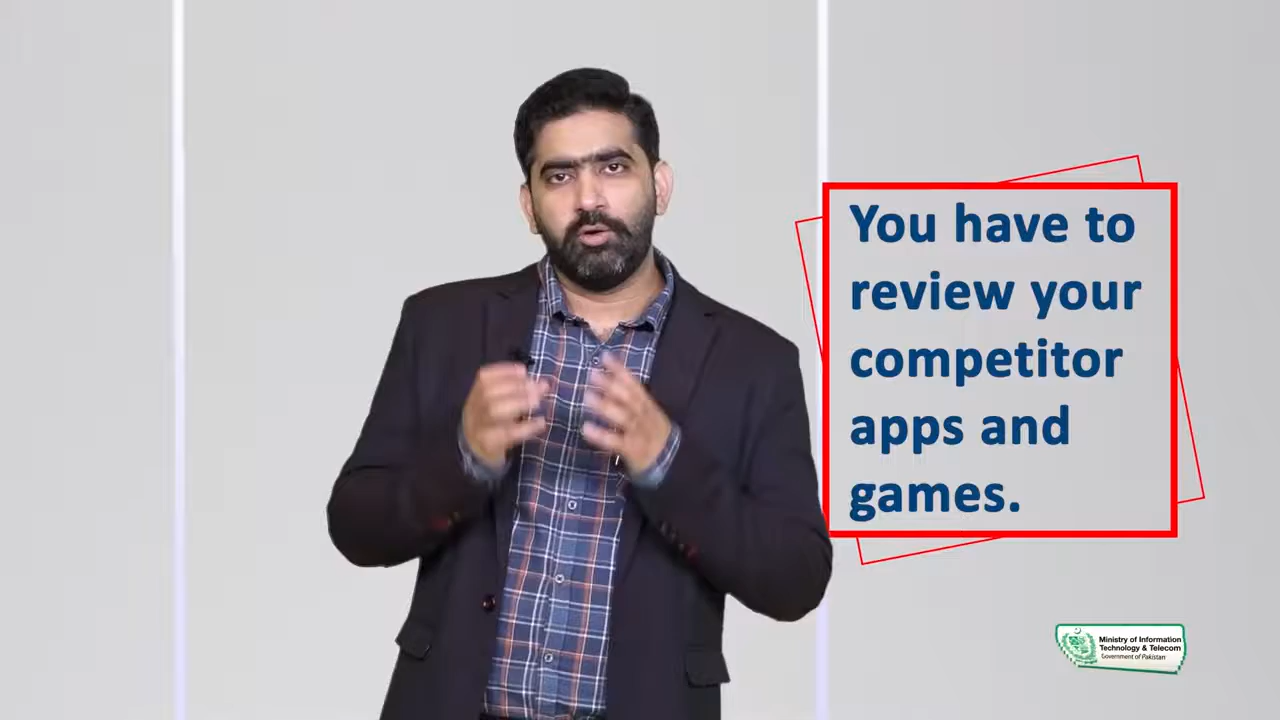 You have to
review your
competitor
apps and
games.
Ministry of Information
Technology & Telecom
Government of Pakistan